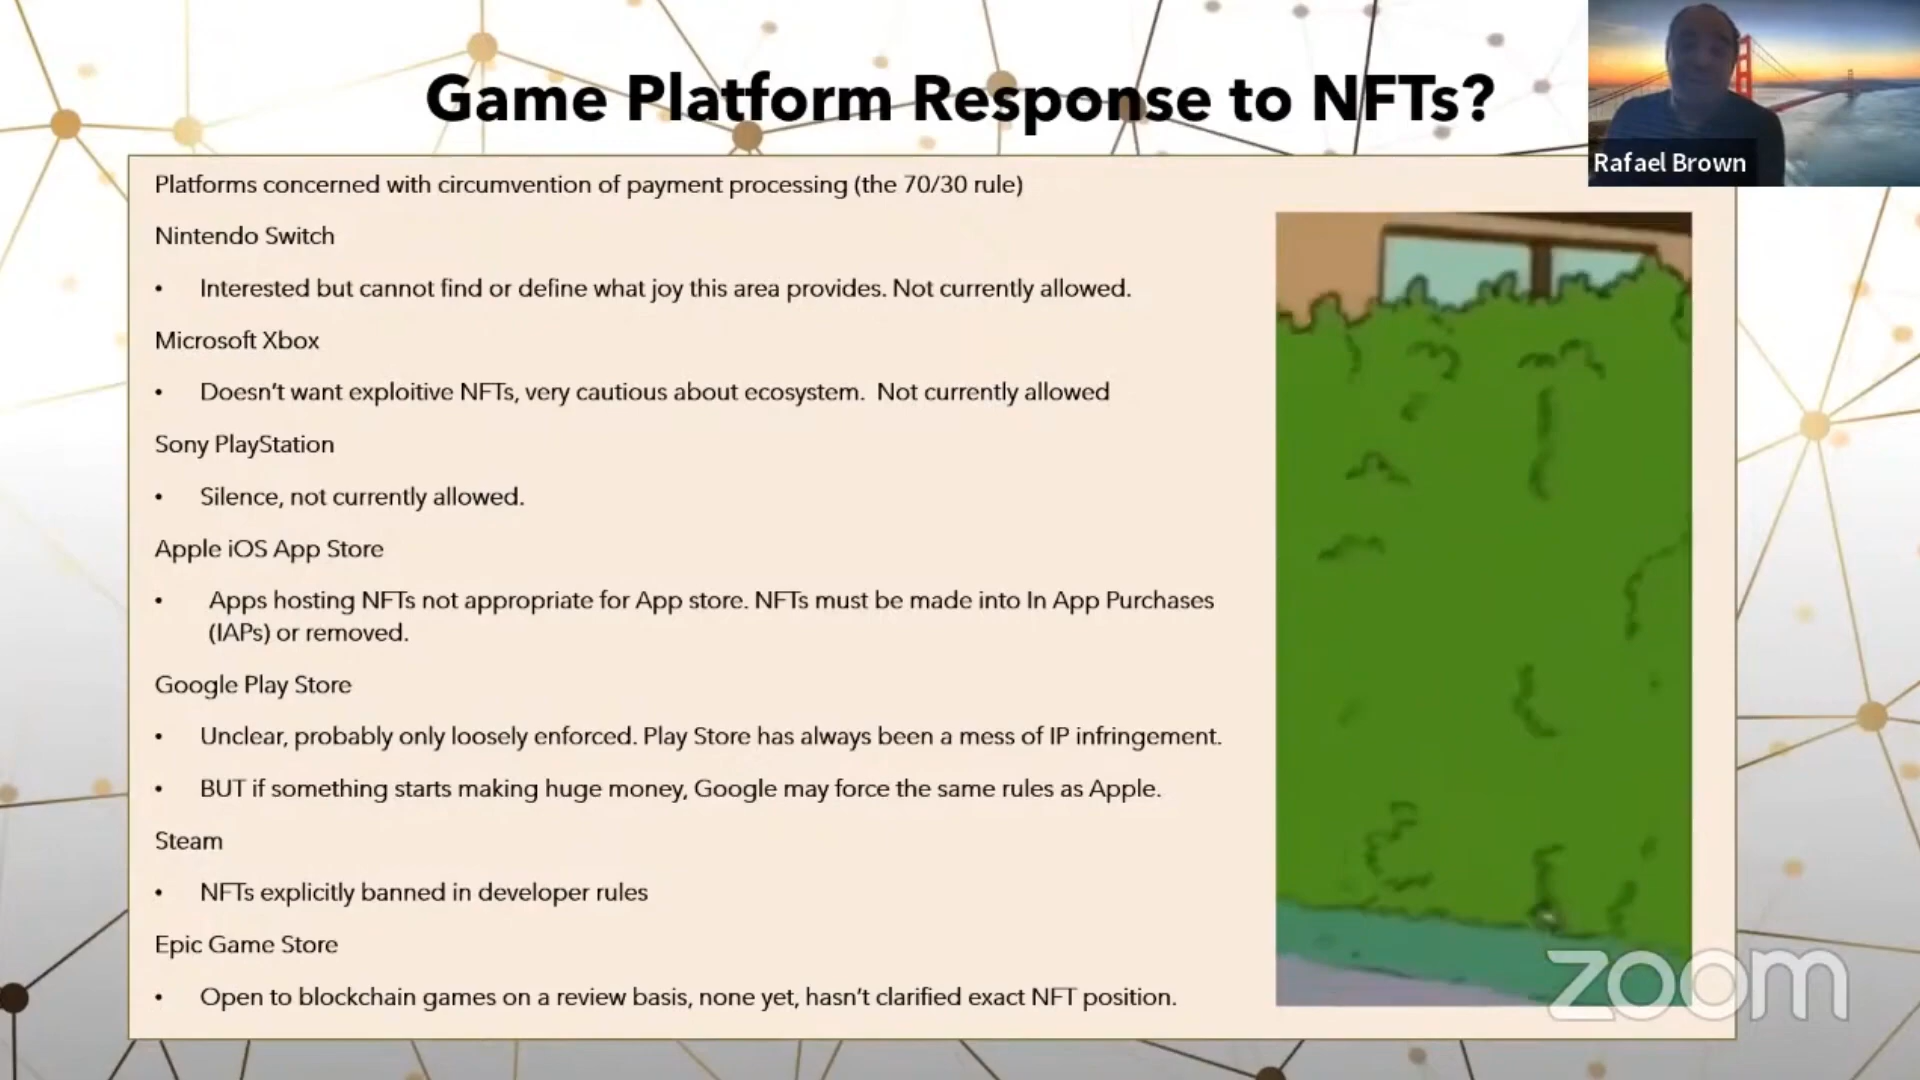 Game Platform Response to NFTs?
Rafael Brown
Platforms concerned with circumvention of payment processing (the 70/30 rule)
Nintendo Switch
• Interested but cannot find or define what joy this area provides. Not currently allowed.
Microsoft Xbox
• Doesn't want exploitive NFTs, very cautious about ecosystem.  Not currently allowed
Sony PlayStation
• Silence, not currently allowed.
Apple iOS App Store
• Apps hosting NFTs not appropriate for App store. NFTs must be made into In App Purchases
(IAPs) or removed.
Google Play Store
• Unclear, probably only loosely enforced. Play Store has always been a mess of IP infringement.
• BUT if something starts making huge money, Google may force the same rules as Apple.
Steam
• NFTs explicitly banned in developer rules
Epic Game Store
• Open to blockchain games on a review basis, none yet, hasn't clarified exact NFT position.
zoom